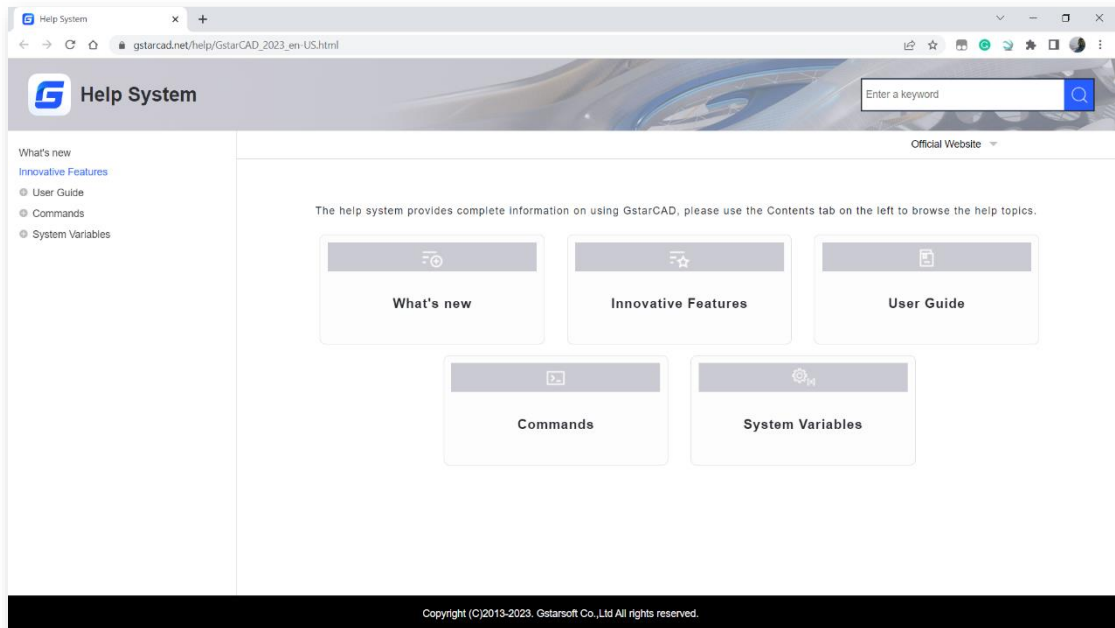 Help System
gstarcad.net/help/GstarCAD_2023_en-US.html
Help System
Enter a keyword
Official Website
What's new
Innovative Features
User Guide
Commands
System Variables
The help system provides complete information on using GstarCAD, please use the Contents tab on the left to browse the help topics.
What's new
Innovative Features
User Guide
Commands
System Variables
Copyright (C)2013-2023. Gstarsoft Co.,Ltd All rights reserved.